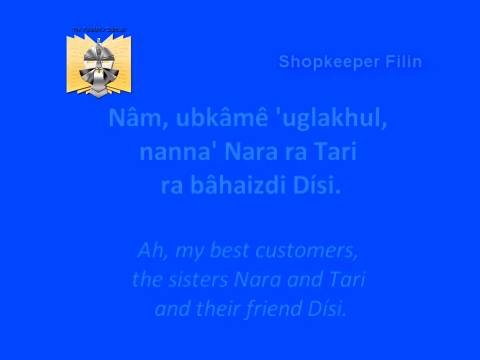 Shopkeeper Filin
Nâm, ubkâmê 'uglakhul,
nanna' Nara ra Tari
ra bâhaizdi Dísi.
Ah, my best customers,
the sisters Nara and Tari
and their friend Dísi.